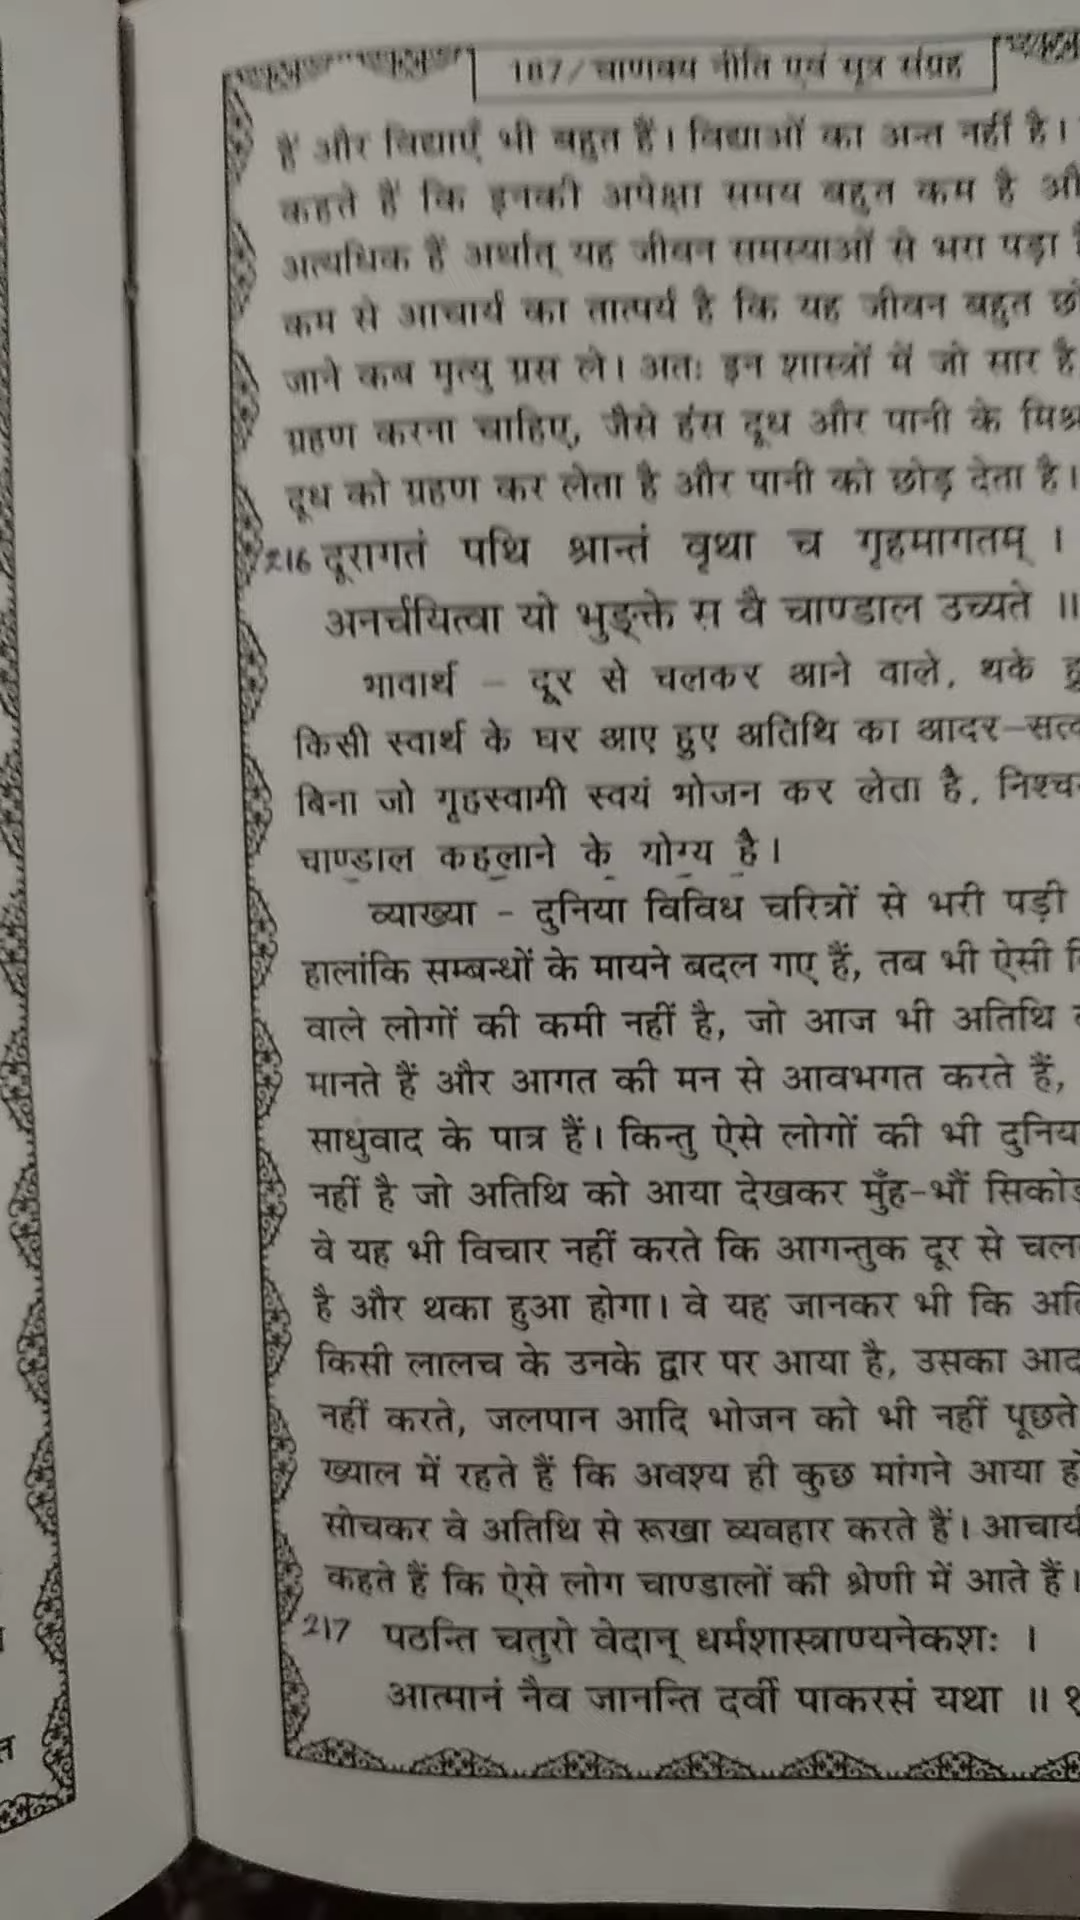 187/चाणक्य नीति एवं सूत्र संग्रह
हैं और विद्याएँ भी बहुत हैं। विद्याओं का अन्त नहीं है।
कहते हैं कि इनकी अपेक्षा समय बहुत कम है औ
अत्यधिक हैं अर्थात् यह जीवन समस्याओं से भरा पड़ा
कम से आचार्य का तात्पर्य है कि यह जीवन बहुत छो
जाने कब मृत्यु ग्रस ले। अतः इन शास्त्रों में जो सार है
ग्रहण करना चाहिए, जैसे हंस दूध और पानी के मिश्र
दूध को ग्रहण कर लेता है और पानी को छोड़ देता है।
216 दूरागतं पथि श्रान्तं वृथा च गृहमागतम् ।
अनर्चयित्वा यो भुङ्क्ते स वै चाण्डाल उच्यते ॥
भावार्थ – दूर से चलकर आने वाले, थके हु
किसी स्वार्थ के घर आए हुए अतिथि का आदर-सत्क
बिना जो गृहस्वामी स्वयं भोजन कर लेता है, निश्च
चाण्डाल कहलाने के योग्य है।
व्याख्या - दुनिया विविध चरित्रों से भरी पड़ी
हालांकि सम्बन्धों के मायने बदल गए हैं, तब भी ऐसी
वाले लोगों की कमी नहीं है, जो आज भी अतिथि
मानते हैं और आगत की मन से आवभगत करते हैं,
साधुवाद के पात्र हैं। किन्तु ऐसे लोगों की भी दुनिय
नहीं है जो अतिथि को आया देखकर मुँह-भौं सिकोड
वे यह भी विचार नहीं करते कि आगन्तुक दूर से चल
है और थका हुआ होगा। वे यह जानकर भी कि अति
किसी लालच के उनके द्वार पर आया है, उसका आद
नहीं करते, जलपान आदि भोजन को भी नहीं पूछते
ख्याल में रहते हैं कि अवश्य ही कुछ मांगने आया हो
सोचकर वे अतिथि से रूखा व्यवहार करते हैं। आचार्य
कहते हैं कि ऐसे लोग चाण्डालों की श्रेणी में आते हैं।
217 पठन्ति चतुरो वेदान् धर्मशास्त्राण्यनेकशः ।
आत्मानं नैव जानन्ति दर्वी पाकरसं यथा ॥